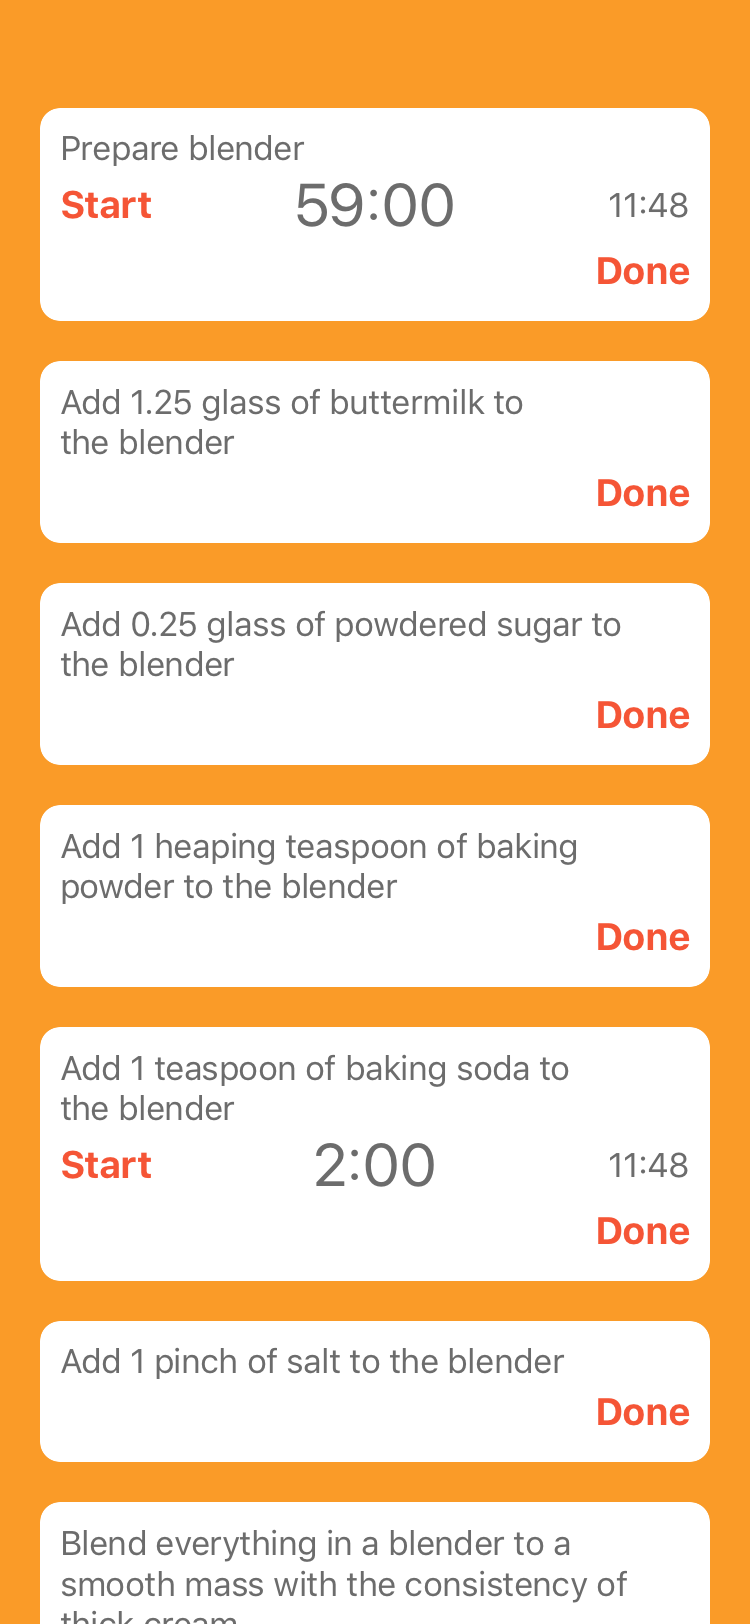 Prepare blender
Start 59:00 11:48
Done
Add 1.25 glass of buttermilk to
the blender
Done
Add 0.25 glass of powdered sugar to
the blender
Done
Add 1 heaping teaspoon of baking
powder to the blender
Done
Add 1 teaspoon of baking soda to
the blender
Start 2:00 11:48
Done
Add 1 pinch of salt to the blender
Done
Blend everything in a blender to a
smooth mass with the consistency of
thick cream